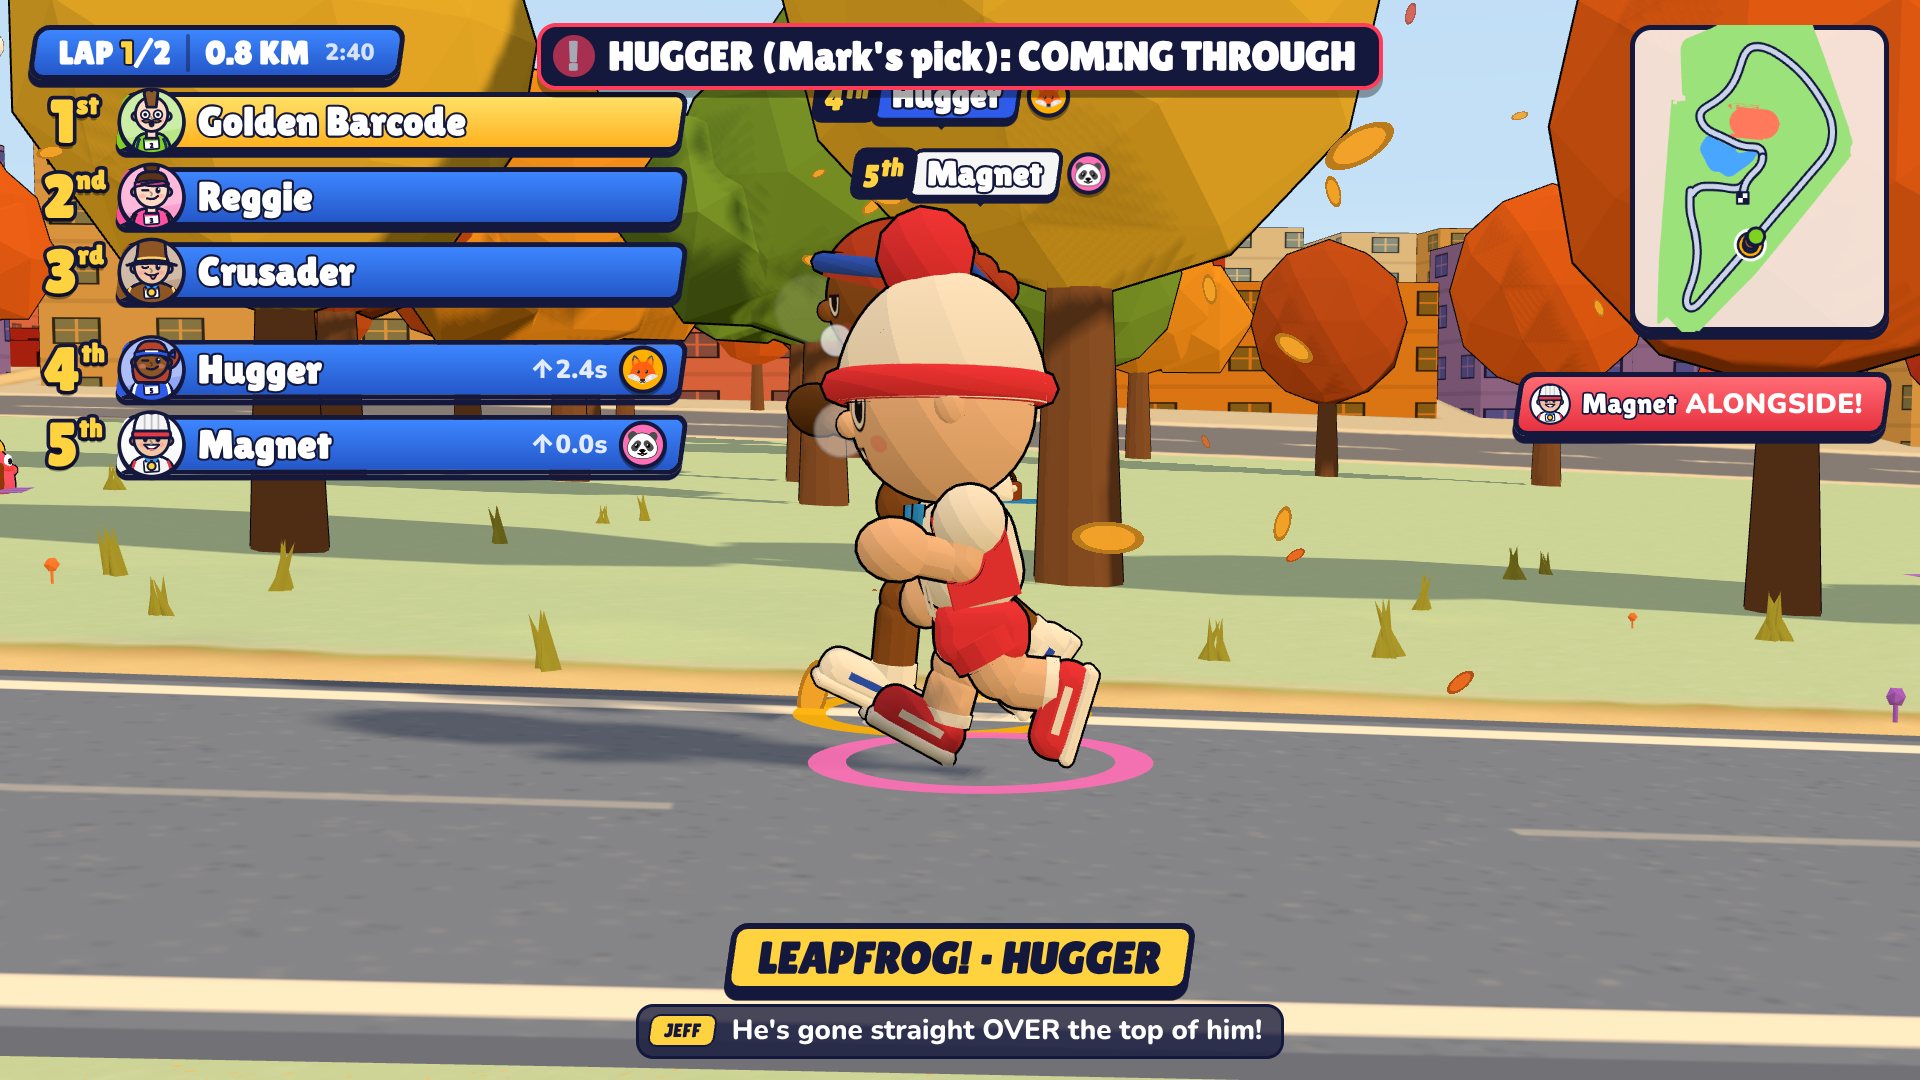 LAP 1/2 0.8 KM 2:40
HUGGER (Mark's pick): COMING THROUGH
1st Golden Barcode
2nd Reggie
3rd Crusader
4th Hugger ↑2.4s
5th Magnet ↑0.0s
4th Hugger
5th Magnet
Magnet ALONGSIDE!
LEAPFROG! · HUGGER
JEFF He's gone straight OVER the top of him!